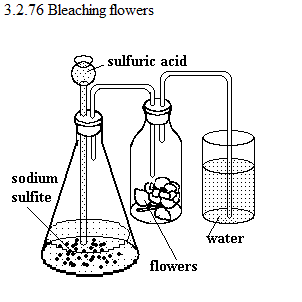 3.2.76 Bleaching flowers
sulfuric acid
sodium
sulfite
water
flowers